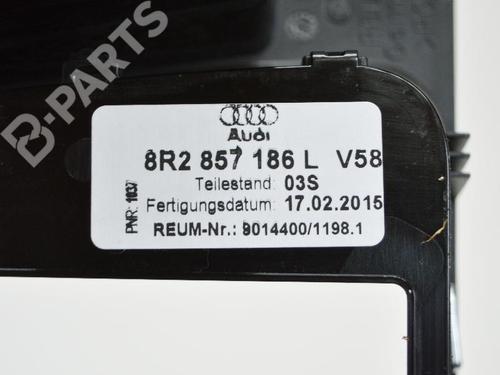 B-PARTS
Audi
8R2 857 186 L V58
Teilestand: 03S
Fertigungsdatum: 17.02.2015
REUM-Nr.: 9014400/1198.1
PNR: 1037